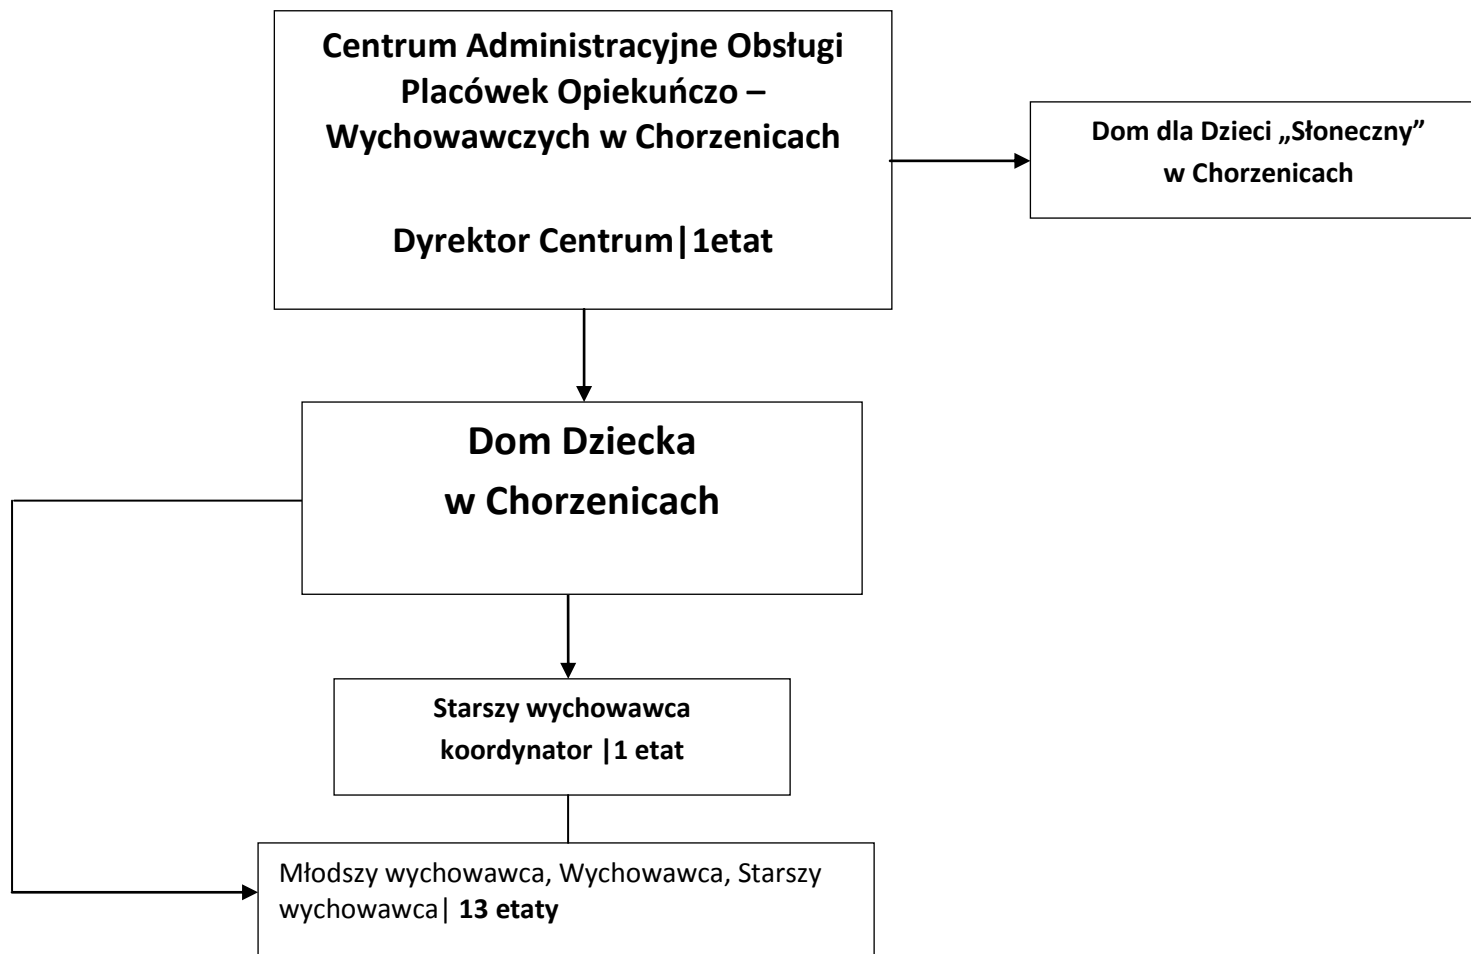 Centrum Administracyjne Obsługi
Placówek Opiekuńczo –
Wychowawczych w Chorzenicach
Dyrektor Centrum|1etat
Dom dla Dzieci „Słoneczny”
w Chorzenicach
Dom Dziecka
w Chorzenicach
Starszy wychowawca
koordynator |1 etat
Młodszy wychowawca, Wychowawca, Starszy
wychowawca| 13 etaty